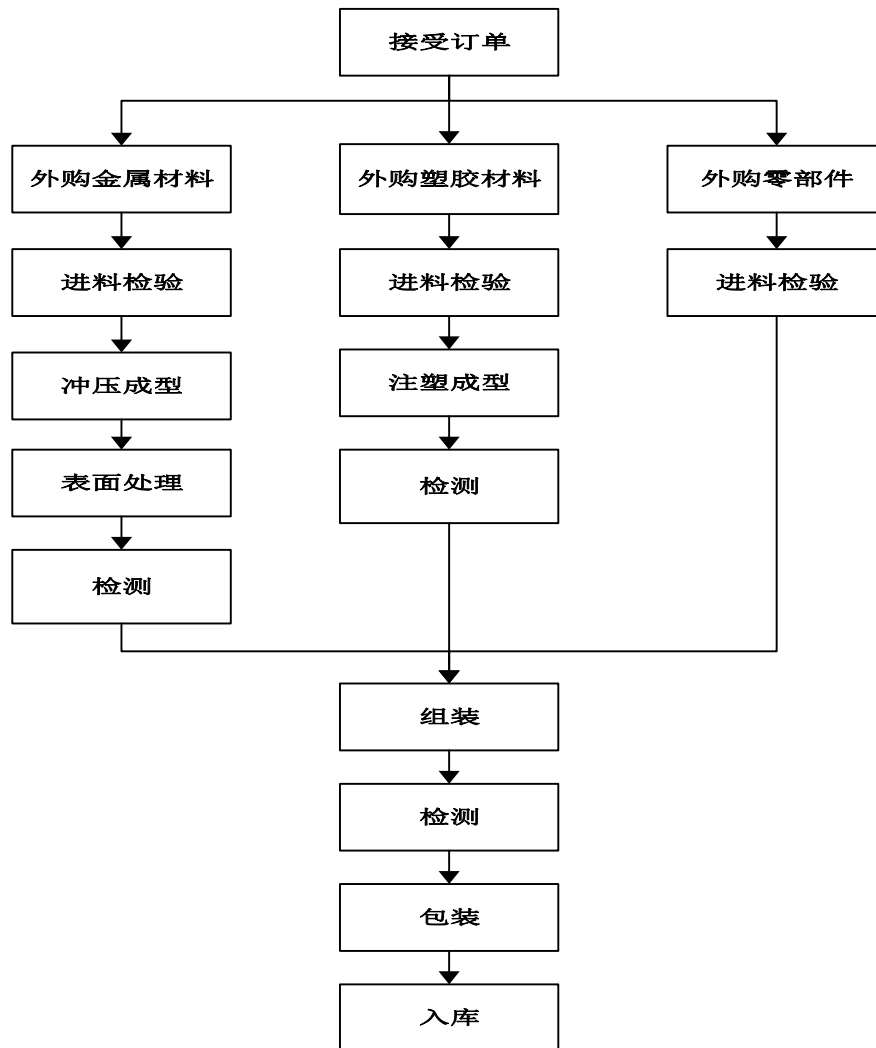 接受订单
外购金属材料
外购塑胶材料
外购零部件
进料检验
进料检验
进料检验
冲压成型
注塑成型
表面处理
检测
检测
组装
检测
包装
入库